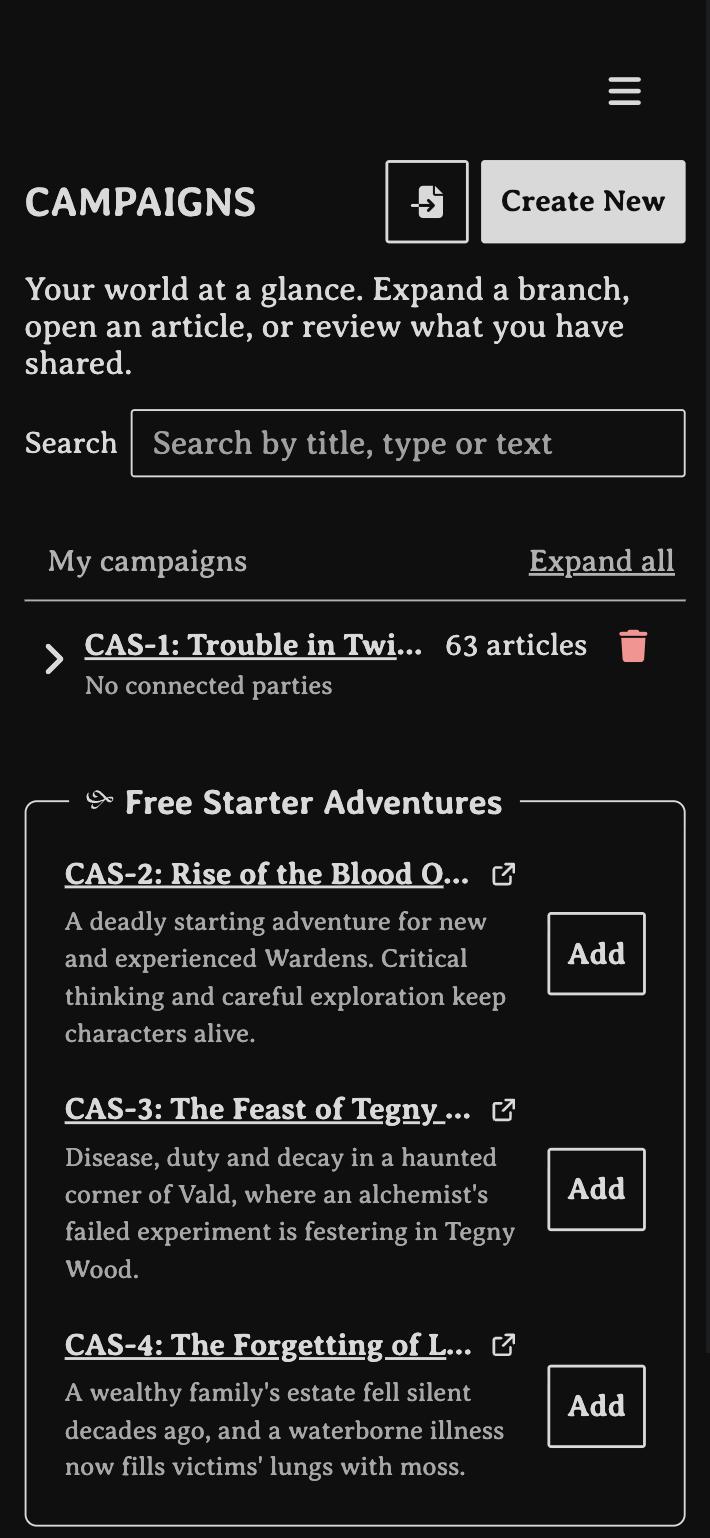 CAMPAIGNS
Create New
Your world at a glance. Expand a branch,
open an article, or review what you have
shared.
Search
Search by title, type or text
My campaigns
Expand all
CAS-1: Trouble in Twi...
63 articles
No connected parties
Free Starter Adventures
CAS-2: Rise of the Blood O...
A deadly starting adventure for new
and experienced Wardens. Critical
thinking and careful exploration keep
characters alive.
Add
CAS-3: The Feast of Tegny ...
Disease, duty and decay in a haunted
corner of Vald, where an alchemist's
failed experiment is festering in Tegny
Wood.
Add
CAS-4: The Forgetting of L...
A wealthy family's estate fell silent
decades ago, and a waterborne illness
now fills victims' lungs with moss.
Add